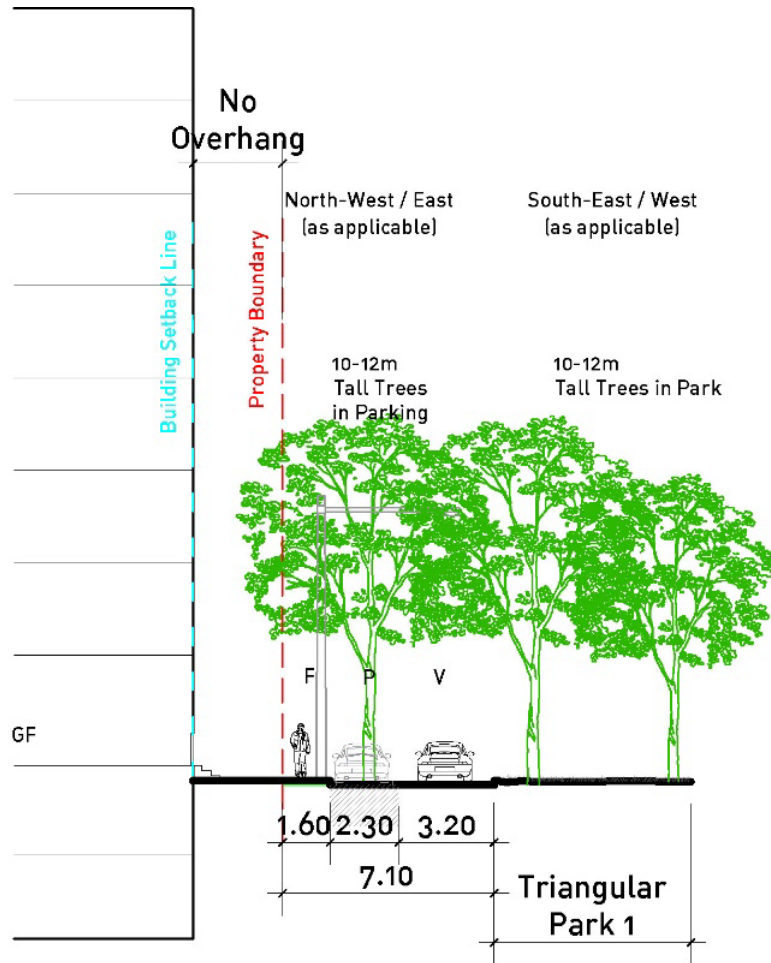 No
Overhang
North-West / East
(as applicable)
South-East / West
(as applicable)
Building Setback Line
Property Boundary
10-12m
Tall Trees
in Parking
10-12m
Tall Trees in Park
F
P
V
GF
1.60
2.30
3.20
7.10
Triangular
Park 1